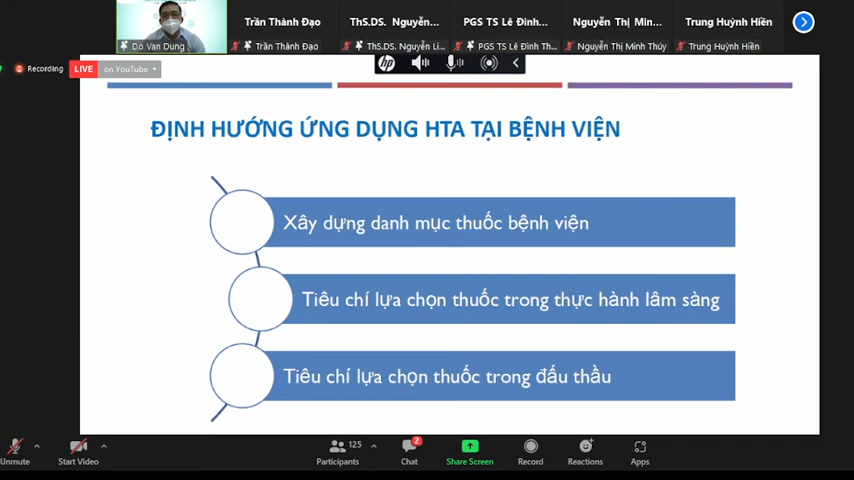 Trần Thành Đạo
ThS.DS. Nguyễn...
PGS TS Lê Đình...
Nguyễn Thị Min...
Trung Huỳnh Hiền
Do Van Dung
Trần Thành Đạo
ThS.DS. Nguyễn Li...
PGS TS Lê Đình Th...
Nguyễn Thị Minh Thúy
Trung Huỳnh Hiền
Recording
LIVE on YouTube
hp
ĐỊNH HƯỚNG ỨNG DỤNG HTA TẠI BỆNH VIỆN
Xây dựng danh mục thuốc bệnh viện
Tiêu chí lựa chọn thuốc trong thực hành lâm sàng
Tiêu chí lựa chọn thuốc trong đấu thầu
125
2
Unmute
Start Video
Participants
Chat
Share Screen
Record
Reactions
Apps